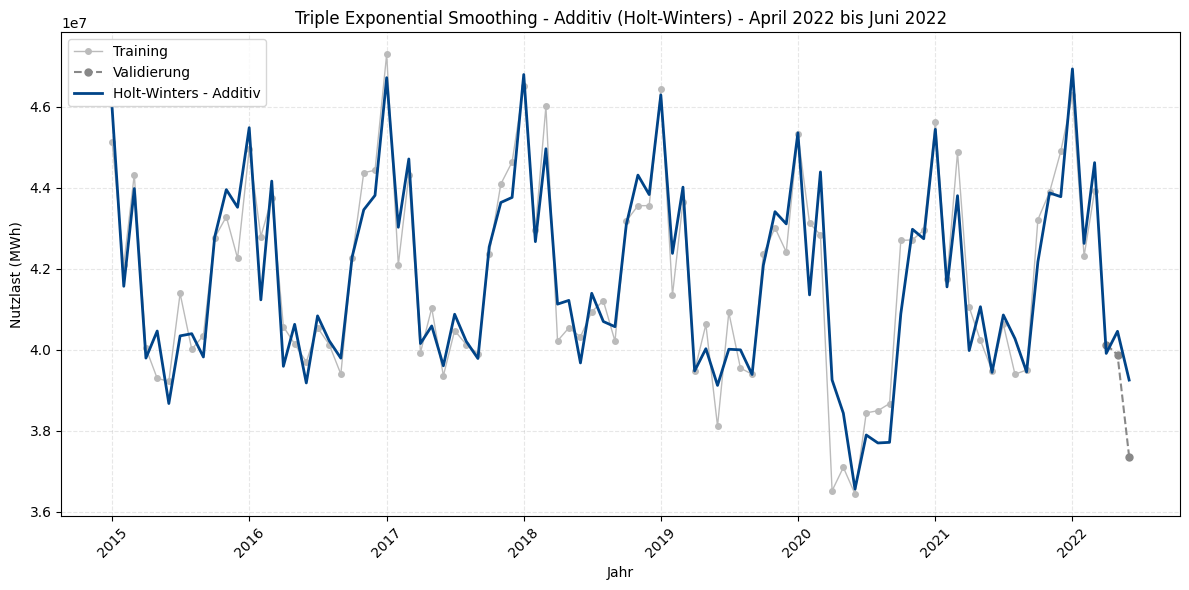 Triple Exponential Smoothing - Additiv (Holt-Winters) - April 2022 bis Juni 2022
1e7
Training
Validierung
Holt-Winters - Additiv
4.6
4.4
4.2
4.0
3.8
3.6
Nutzlast (MWh)
2015
2016
2017
2018
2019
2020
2021
2022
Jahr